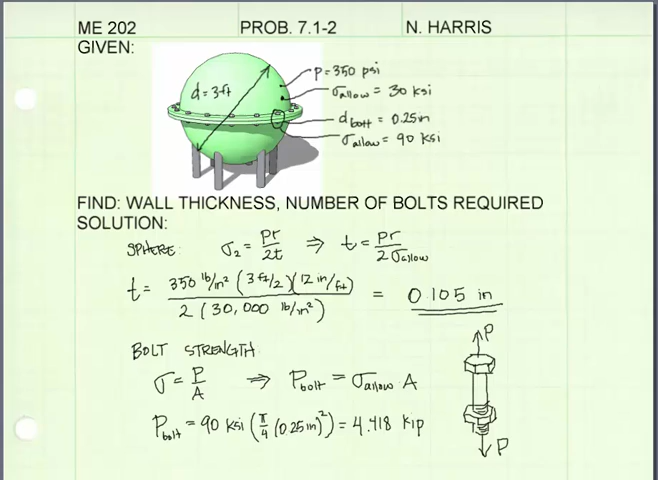 ME 202 PROB. 7.1-2 N. HARRIS
GIVEN:
d = 3 ft
p = 350 psi
σallow = 30 ksi
dbolt = 0.25 in
σallow = 90 ksi
FIND: WALL THICKNESS, NUMBER OF BOLTS REQUIRED
SOLUTION:
SPHERE: σ2 = pr/2t ⇒ t = pr/2σallow
t = 350 lb/in² (3 ft/2)(12 in/ft) / 2 (30,000 lb/in²) = 0.105 in
BOLT STRENGTH
σ = P/A ⇒ Pbolt = σallow A
Pbolt = 90 ksi (π/4 (0.25 in)²) = 4.418 kip
P
P